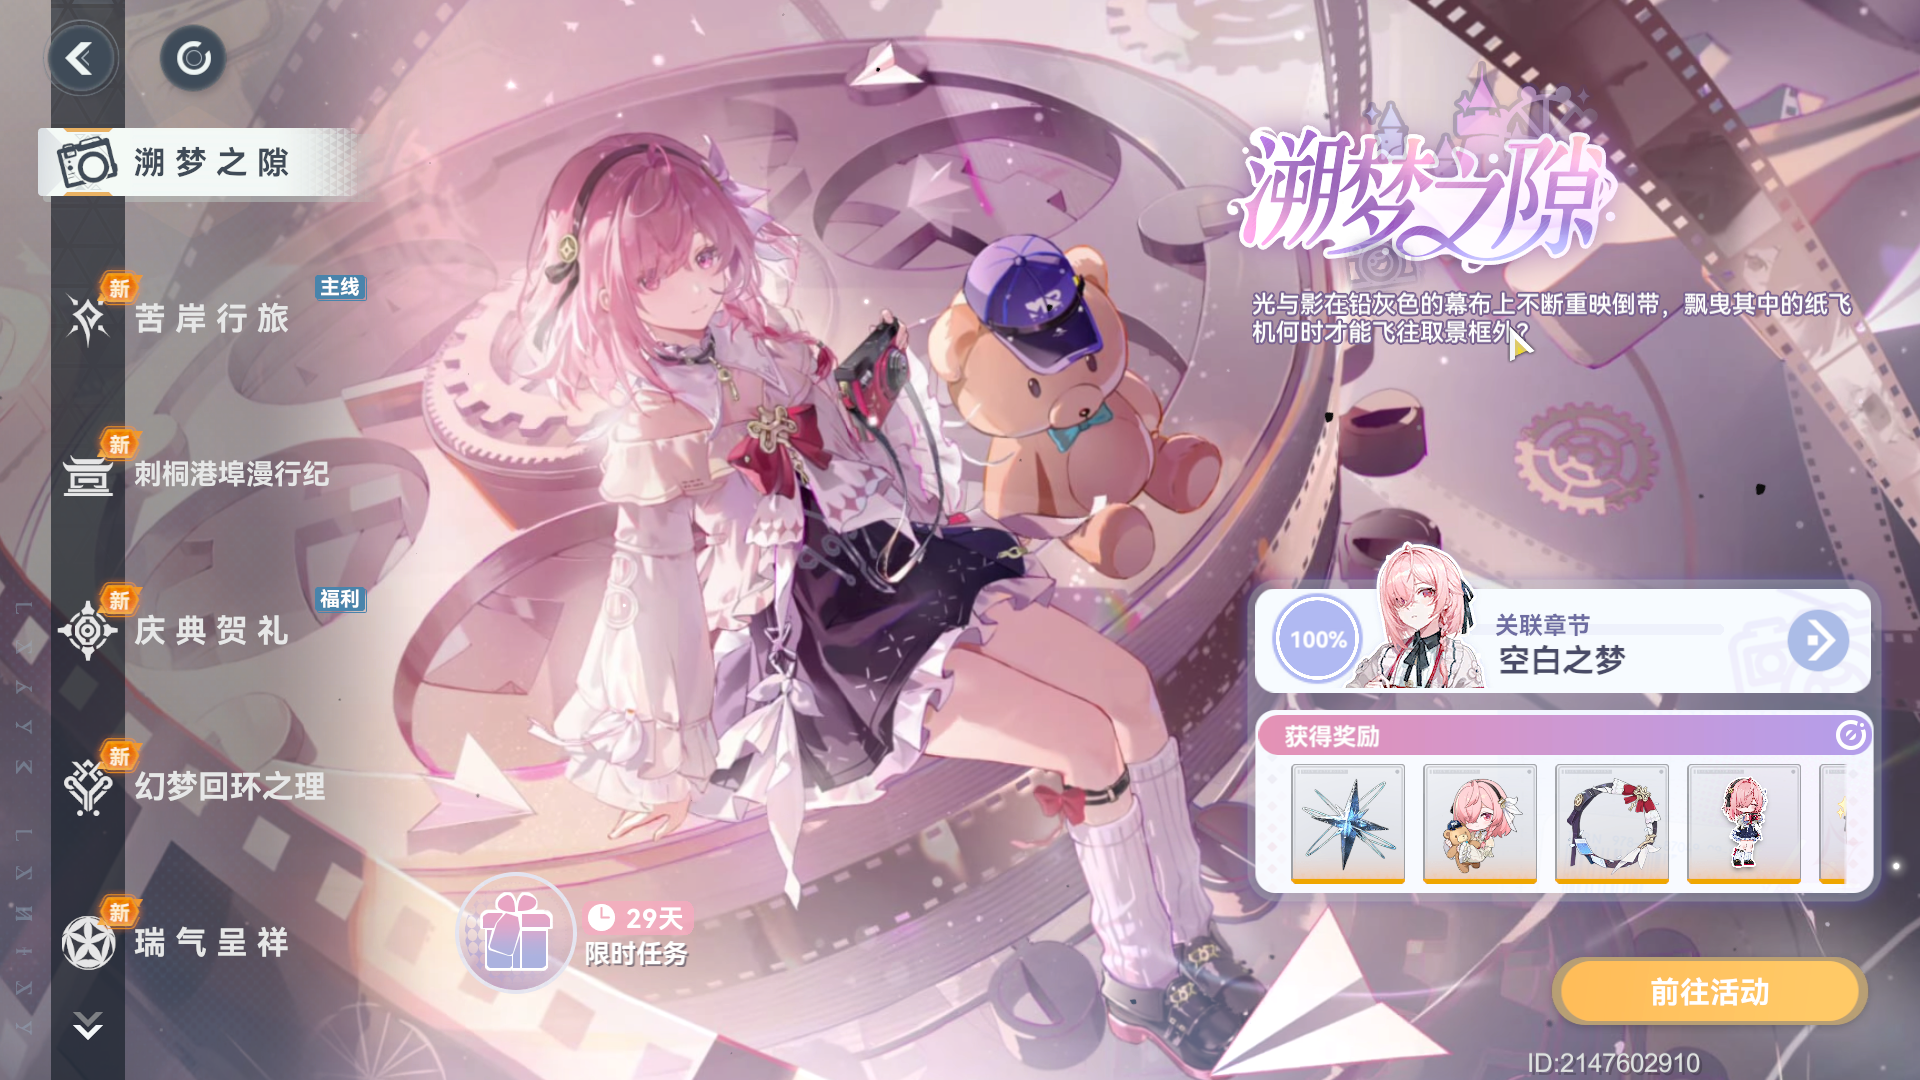 溯梦之隙
新
主线
苦岸行旅
新
刺桐港埠漫行纪
新
福利
庆典贺礼
新
幻梦回环之理
新
瑞气呈祥
溯梦之隙
光与影在铅灰色的幕布上不断重映倒带，飘曳其中的纸飞
机何时才能飞往取景框外？
100%
关联章节
空白之梦
获得奖励
29天
限时任务
前往活动
ID:2147602910